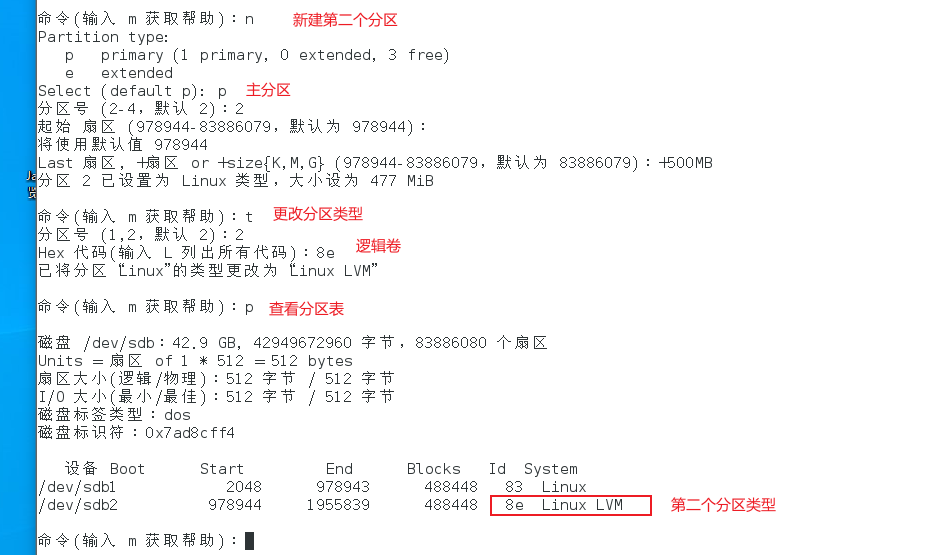 命令(输入 m 获取帮助)：n 新建第二个分区
Partition type:
p primary (1 primary, 0 extended, 3 free)
e extended
Select (default p): p 主分区
分区号 (2-4，默认 2)：2
起始 扇区 (978944-83886079，默认为 978944)：
将使用默认值 978944
Last 扇区, +扇区 or +size{K,M,G} (978944-83886079，默认为 83886079)：+500MB
分区 2 已设置为 Linux 类型，大小设为 477 MiB
命令(输入 m 获取帮助)：t 更改分区类型
分区号 (1,2，默认 2)：2
Hex 代码(输入 L 列出所有代码)：8e 逻辑卷
已将分区“Linux”的类型更改为“Linux LVM”
命令(输入 m 获取帮助)：p 查看分区表
磁盘 /dev/sdb：42.9 GB, 42949672960 字节，83886080 个扇区
Units = 扇区 of 1 * 512 = 512 bytes
扇区大小(逻辑/物理)：512 字节 / 512 字节
I/O 大小(最小/最佳)：512 字节 / 512 字节
磁盘标签类型：dos
磁盘标识符：0x7ad8cff4
设备 Boot Start End Blocks Id System
/dev/sdb1 2048 978943 488448 83 Linux
/dev/sdb2 978944 1955839 488448 8e Linux LVM 第二个分区类型
命令(输入 m 获取帮助)：